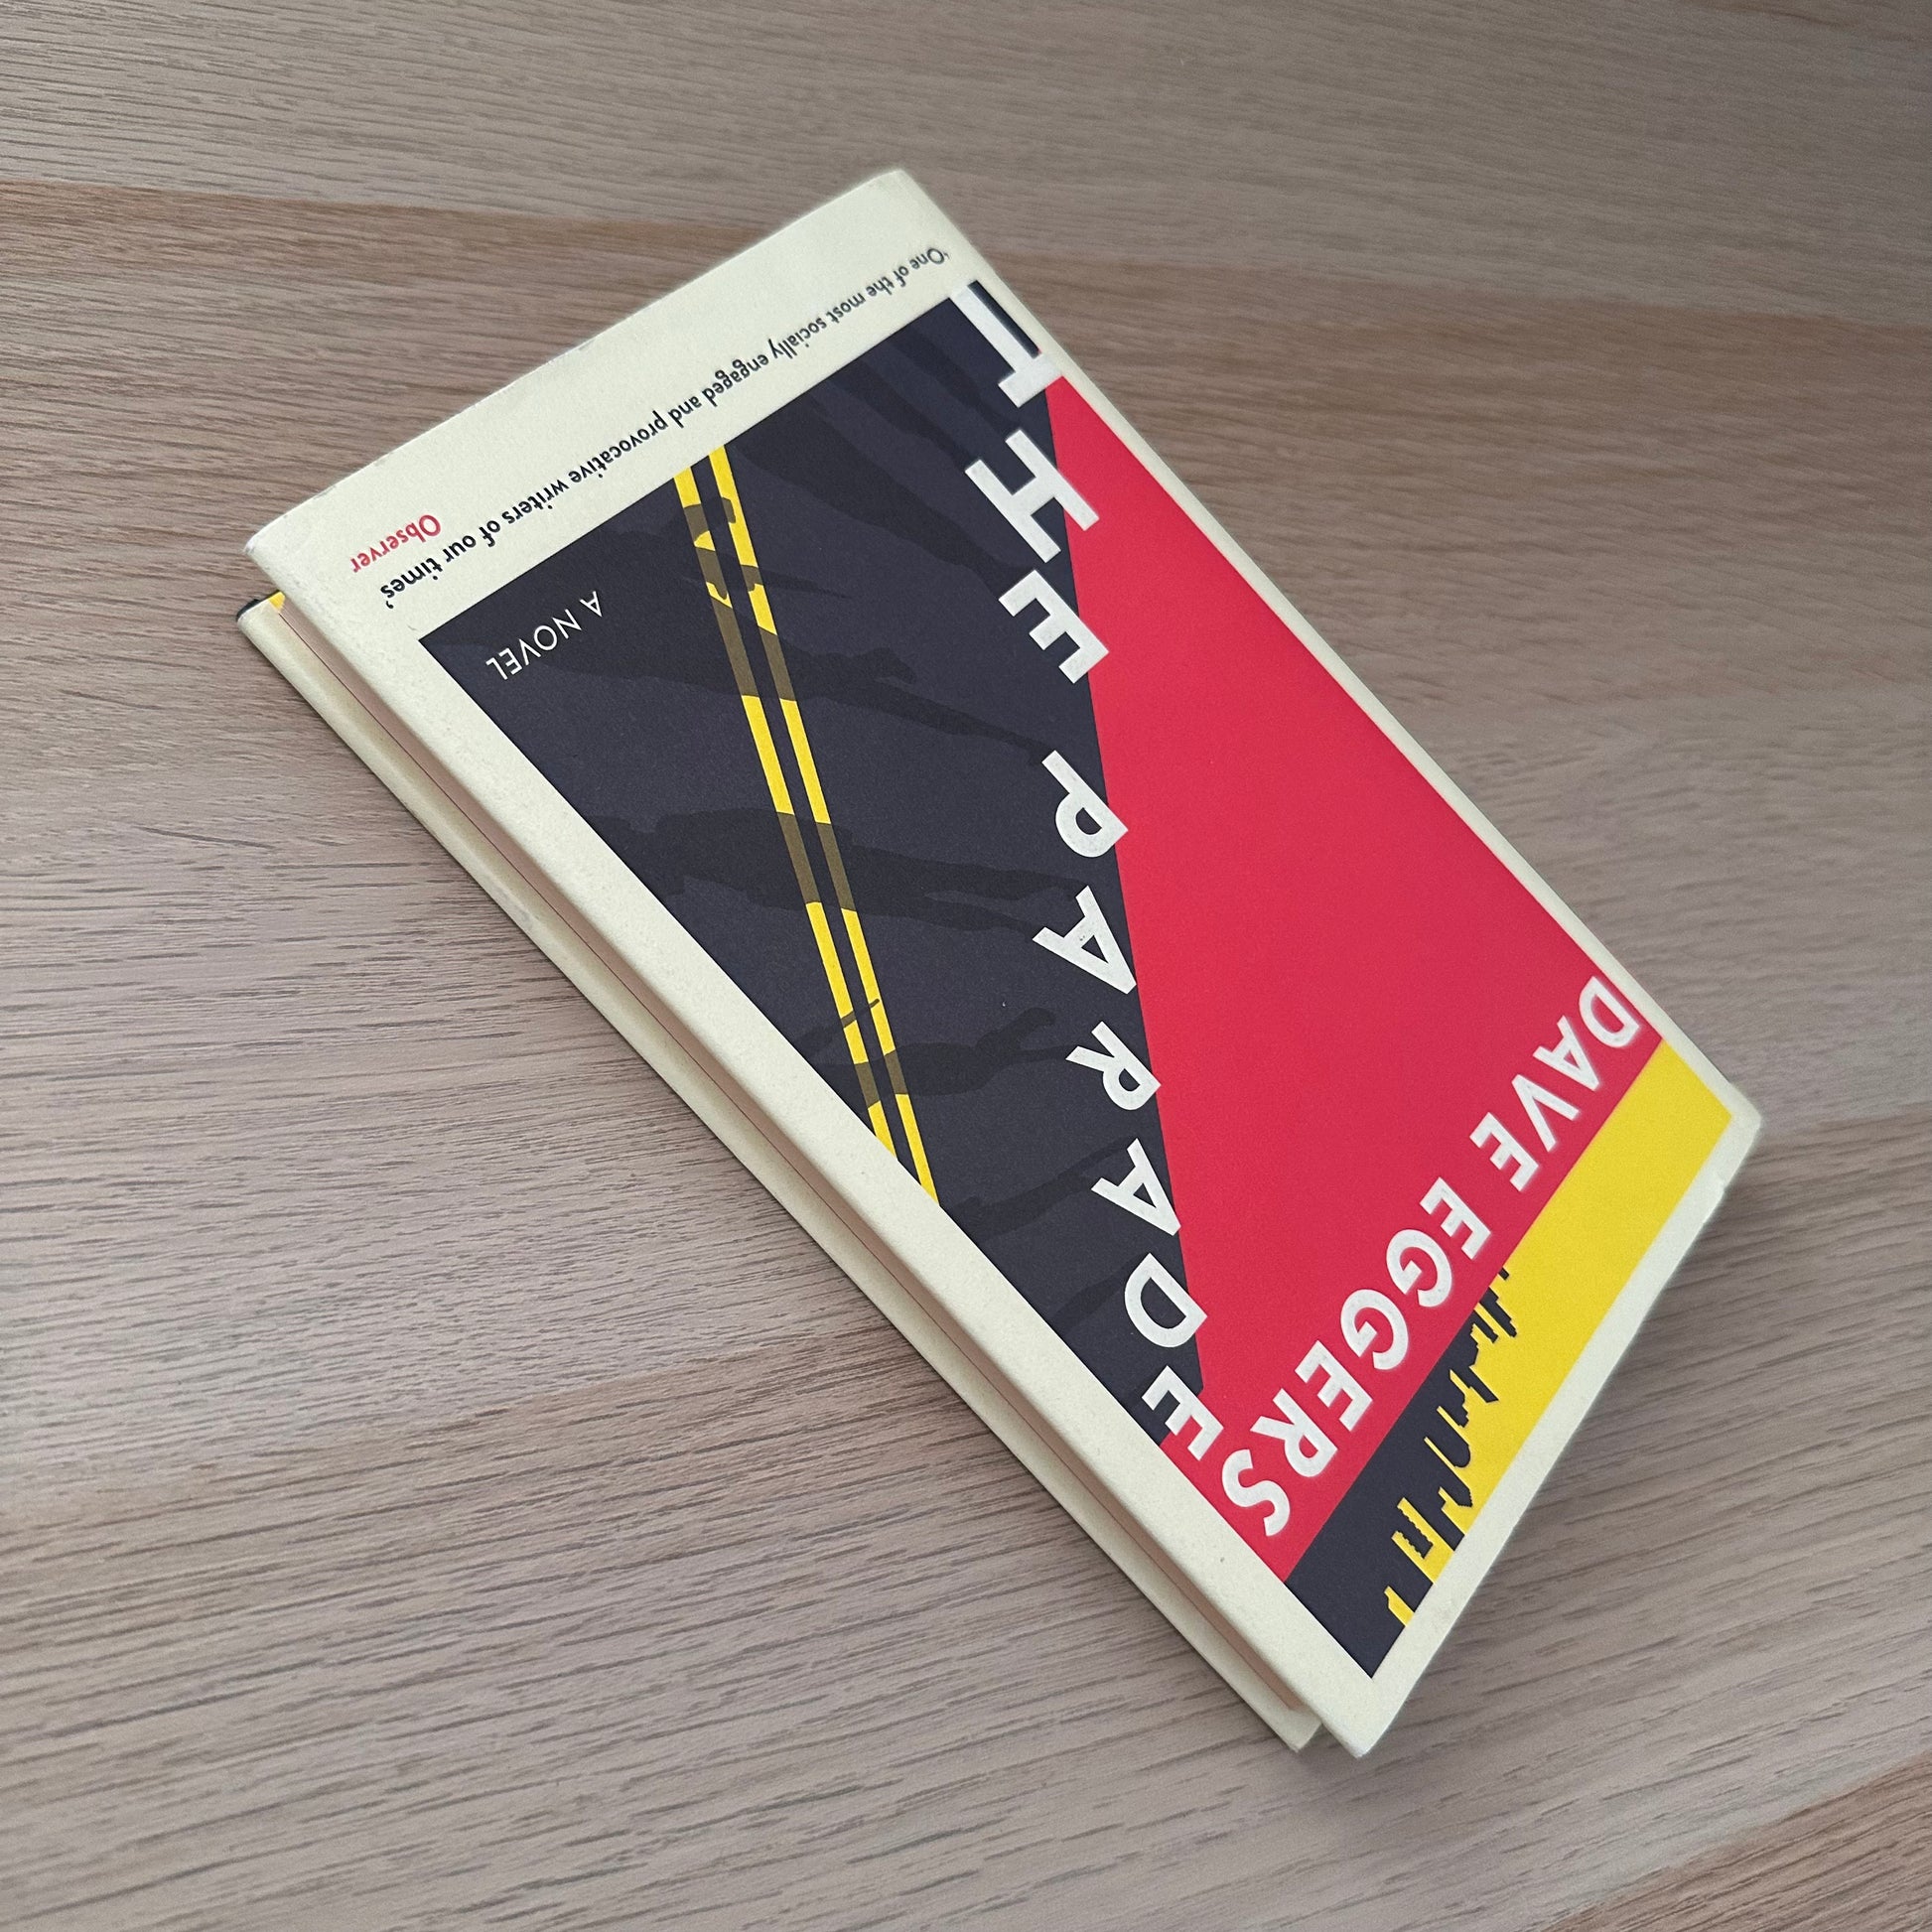 DAVE EGGERS
THE PARADE
A NOVEL
'One of the most socially engaged and provocative writers of our times'
Observer